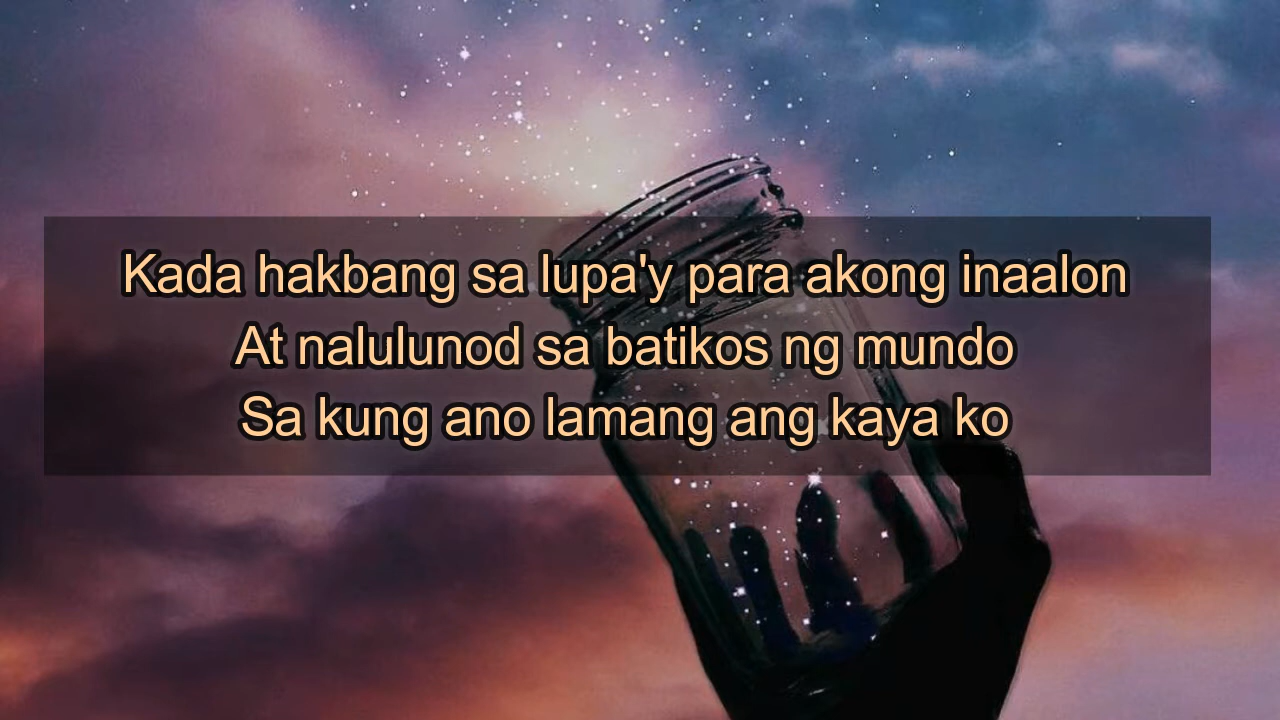 Kada hakbang sa lupa'y para akong inaalon
At nalulunod sa batikos ng mundo
Sa kung ano lamang ang kaya ko